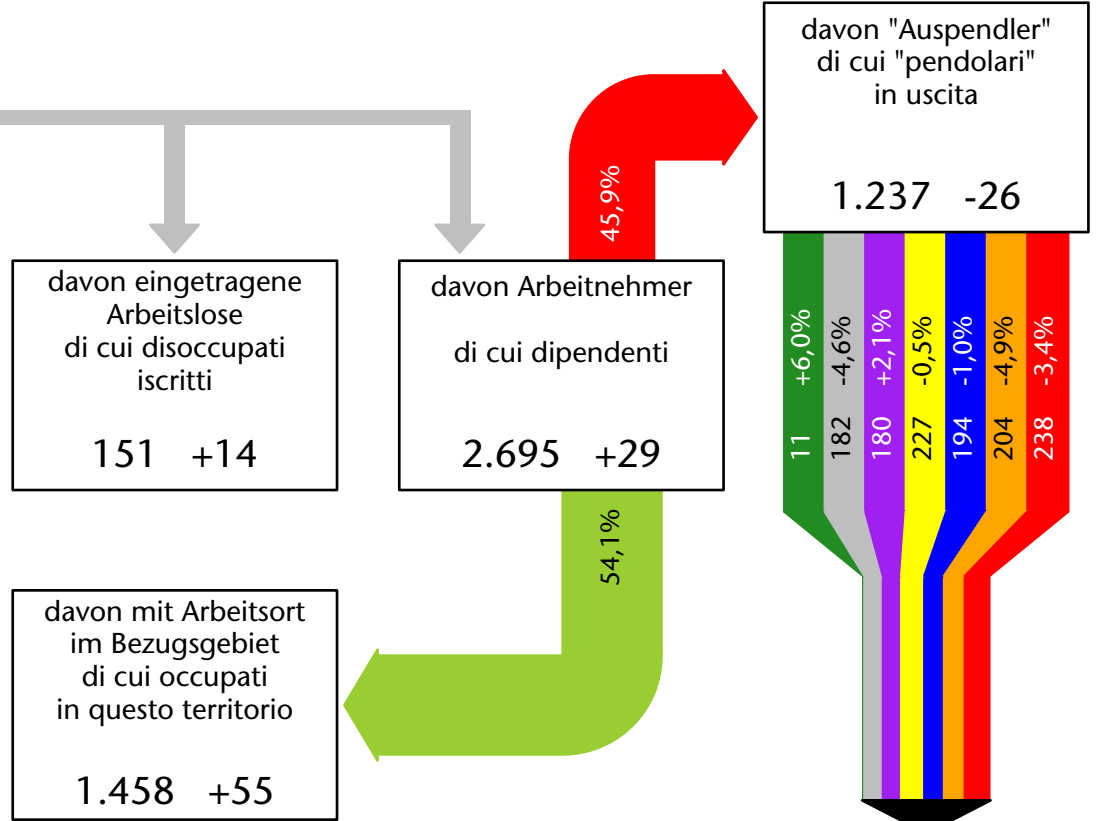 davon "Auspendler"
di cui "pendolari"
in uscita
1.237 -26
45,9%
davon eingetragene
Arbeitslose
di cui disoccupati
iscritti
151 +14
davon Arbeitnehmer
di cui dipendenti
2.695 +29
11 +6,0%
182 -4,6%
180 +2,1%
227 -0,5%
194 -1,0%
204 -4,9%
238 -3,4%
54,1%
davon mit Arbeitsort
im Bezugsgebiet
di cui occupati
in questo territorio
1.458 +55